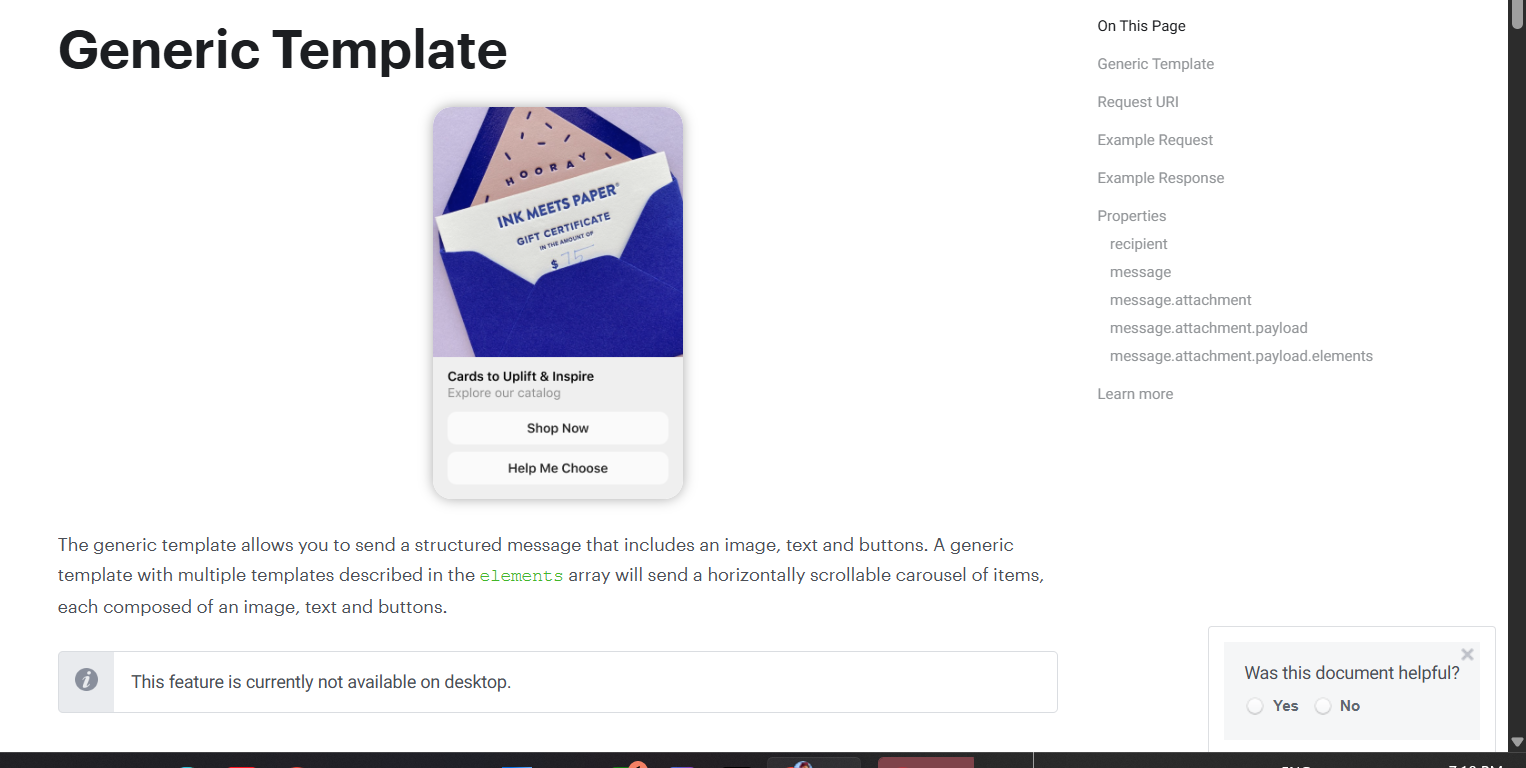 Generic Template
HOORAY
INK MEETS PAPER®
GIFT CERTIFICATE
IN THE AMOUNT OF
$ 75
Cards to Uplift & Inspire
Explore our catalog
Shop Now
Help Me Choose
The generic template allows you to send a structured message that includes an image, text and buttons. A generic
template with multiple templates described in the elements array will send a horizontally scrollable carousel of items,
each composed of an image, text and buttons.
This feature is currently not available on desktop.
On This Page
Generic Template
Request URI
Example Request
Example Response
Properties
recipient
message
message.attachment
message.attachment.payload
message.attachment.payload.elements
Learn more
Was this document helpful?
Yes No